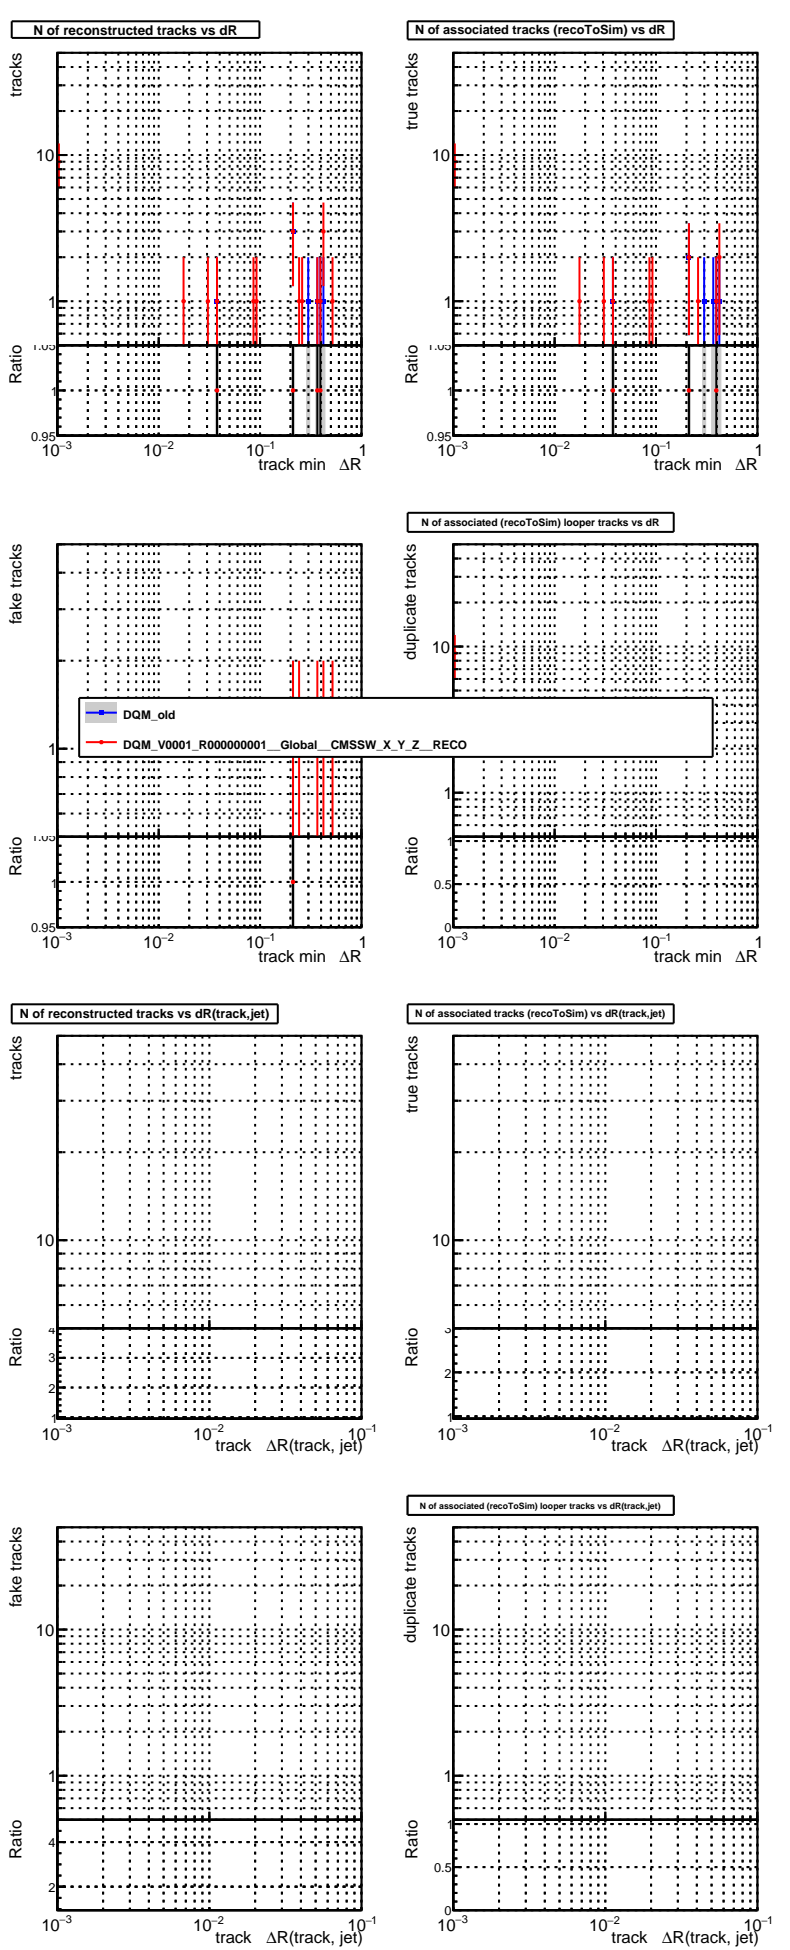 N of reconstructed tracks vs dR
tracks
10
1
1.05
Ratio
1
0.95
10⁻³ 10⁻² 10⁻¹ 1
track min ΔR
N of associated tracks (recoToSim) vs dR
true tracks
10
1
1.05
Ratio
1
0.95
10⁻³ 10⁻² 10⁻¹ 1
track min ΔR
fake tracks
1
1.05
Ratio
1
0.95
10⁻³ 10⁻² 10⁻¹ 1
track min ΔR
N of associated (recoToSim) looper tracks vs dR
duplicate tracks
10
1
Ratio
1
0.5
0
10⁻³ 10⁻² 10⁻¹ 1
track min ΔR
DQM_old
DQM_V0001_R000000001__Global__CMSSW_X_Y_Z__RECO
N of reconstructed tracks vs dR(track,jet)
tracks
10
Ratio
4
3
2
1
10⁻³ 10⁻² 10⁻¹
track ΔR(track, jet)
N of associated tracks (recoToSim) vs dR(track,jet)
true tracks
10
Ratio
3
2
1
10⁻³ 10⁻² 10⁻¹
track ΔR(track, jet)
fake tracks
10
1
Ratio
4
2
10⁻³ 10⁻² 10⁻¹
track ΔR(track, jet)
N of associated (recoToSim) looper tracks vs dR(track,jet)
duplicate tracks
10
1
Ratio
1
0.5
0
10⁻³ 10⁻² 10⁻¹
track ΔR(track, jet)